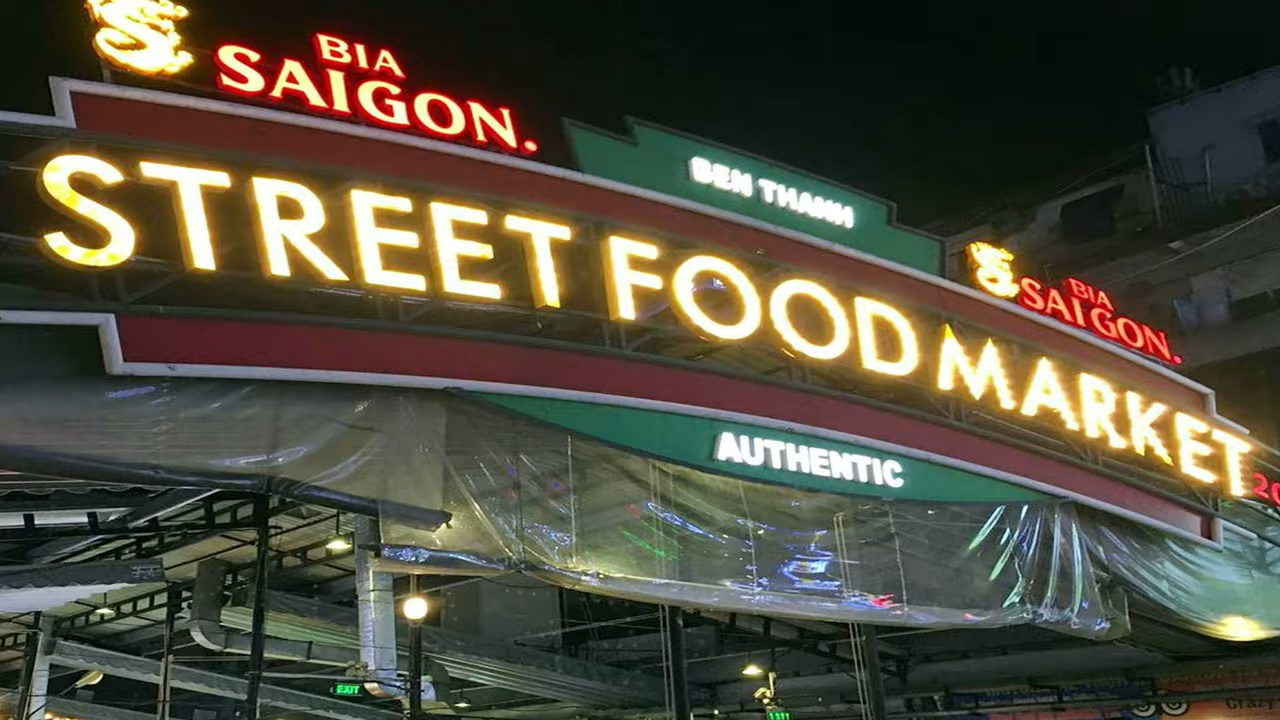 BIA
SAIGON.
BEN THANH
STREET FOOD MARKET
BIA
SAIGON.
AUTHENTIC
EXIT